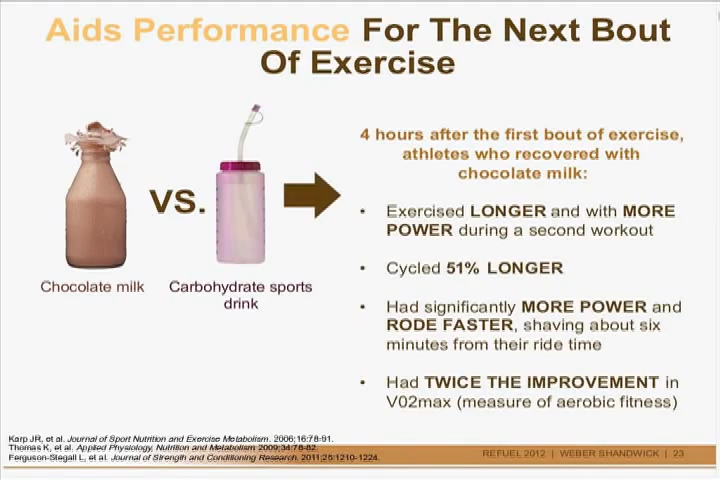 Aids Performance For The Next Bout
Of Exercise
VS.
Chocolate milk
Carbohydrate sports
drink
4 hours after the first bout of exercise,
athletes who recovered with
chocolate milk:
• Exercised LONGER and with MORE
POWER during a second workout
• Cycled 51% LONGER
• Had significantly MORE POWER and
RODE FASTER, shaving about six
minutes from their ride time
• Had TWICE THE IMPROVEMENT in
V02max (measure of aerobic fitness)
Karp JR, et al. Journal of Sport Nutrition and Exercise Metabolism. 2006;16:78-91.
Thomas K, et al. Applied Physiology, Nutrition and Metabolism. 2009;34:78-82.
Ferguson-Stegall L, et al. Journal of Strength and Conditioning Research. 2011;25:1210-1224.
REFUEL 2012 | WEBER SHANDWICK | 23